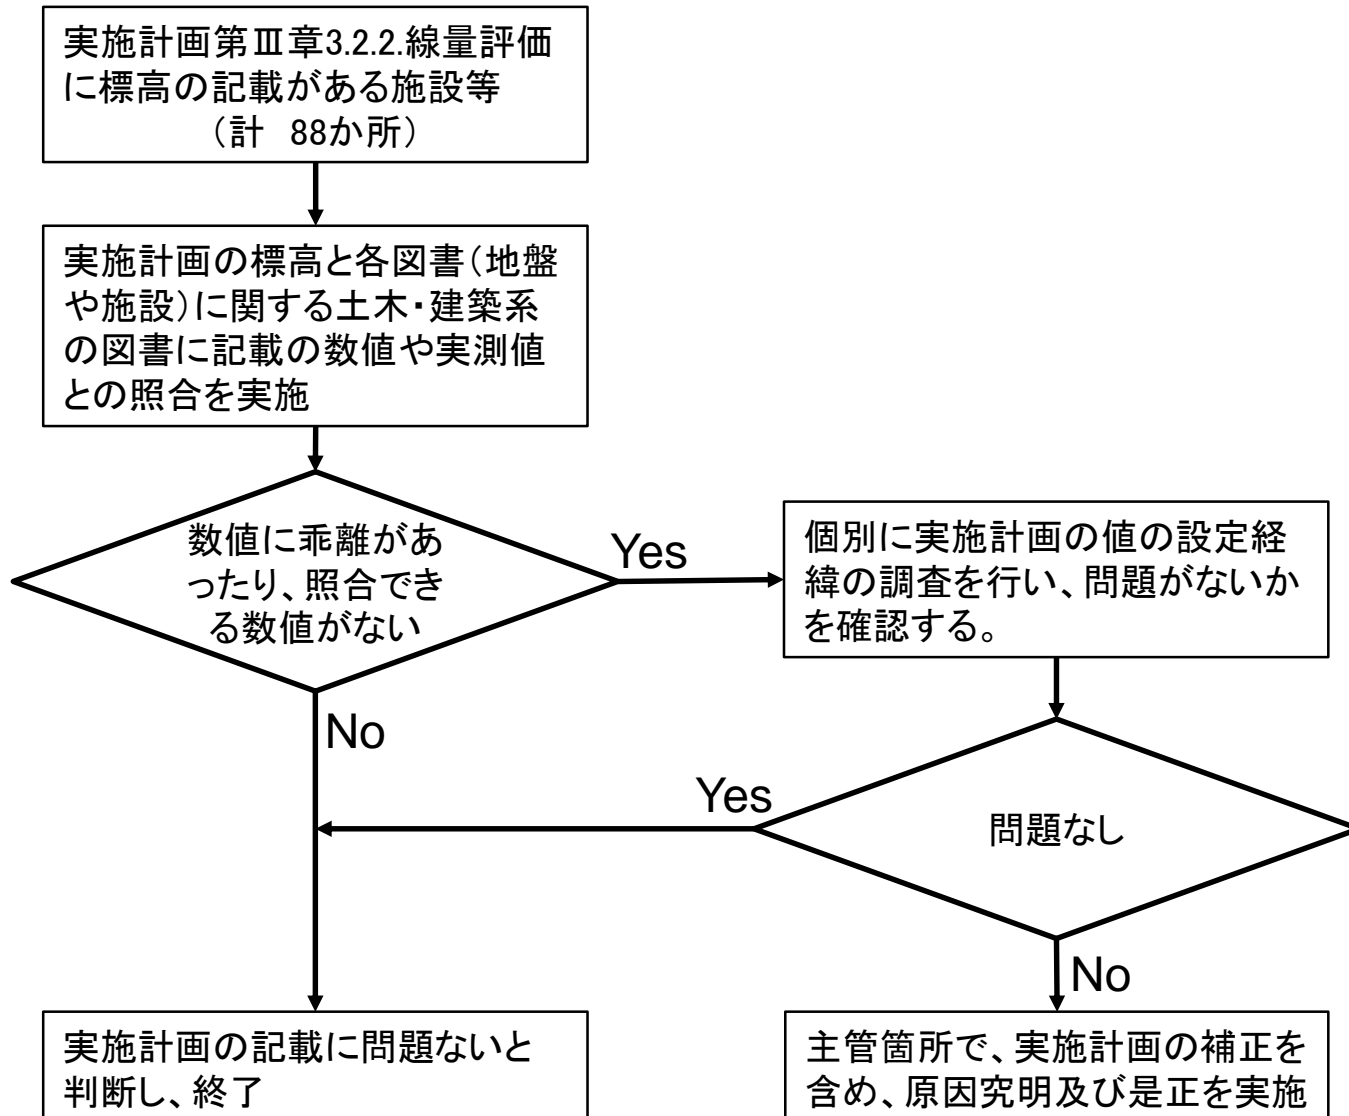 実施計画第Ⅲ章3.2.2.線量評価
に標高の記載がある施設等
（計　88か所）
実施計画の標高と各図書（地盤
や施設）に関する土木・建築系
の図書に記載の数値や実測値
との照合を実施
数値に乖離があ
ったり、照合でき
る数値がない
Yes
個別に実施計画の値の設定経
緯の調査を行い、問題がないか
を確認する。
No
Yes
問題なし
No
実施計画の記載に問題ないと
判断し、終了
主管箇所で、実施計画の補正を
含め、原因究明及び是正を実施